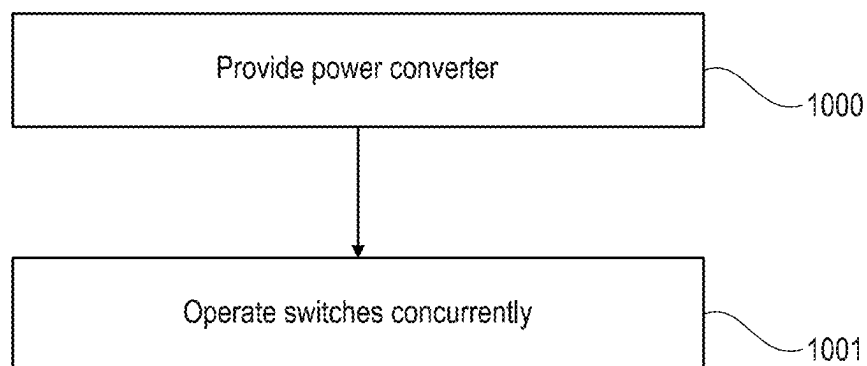 Provide power converter
1000
Operate switches concurrently
1001